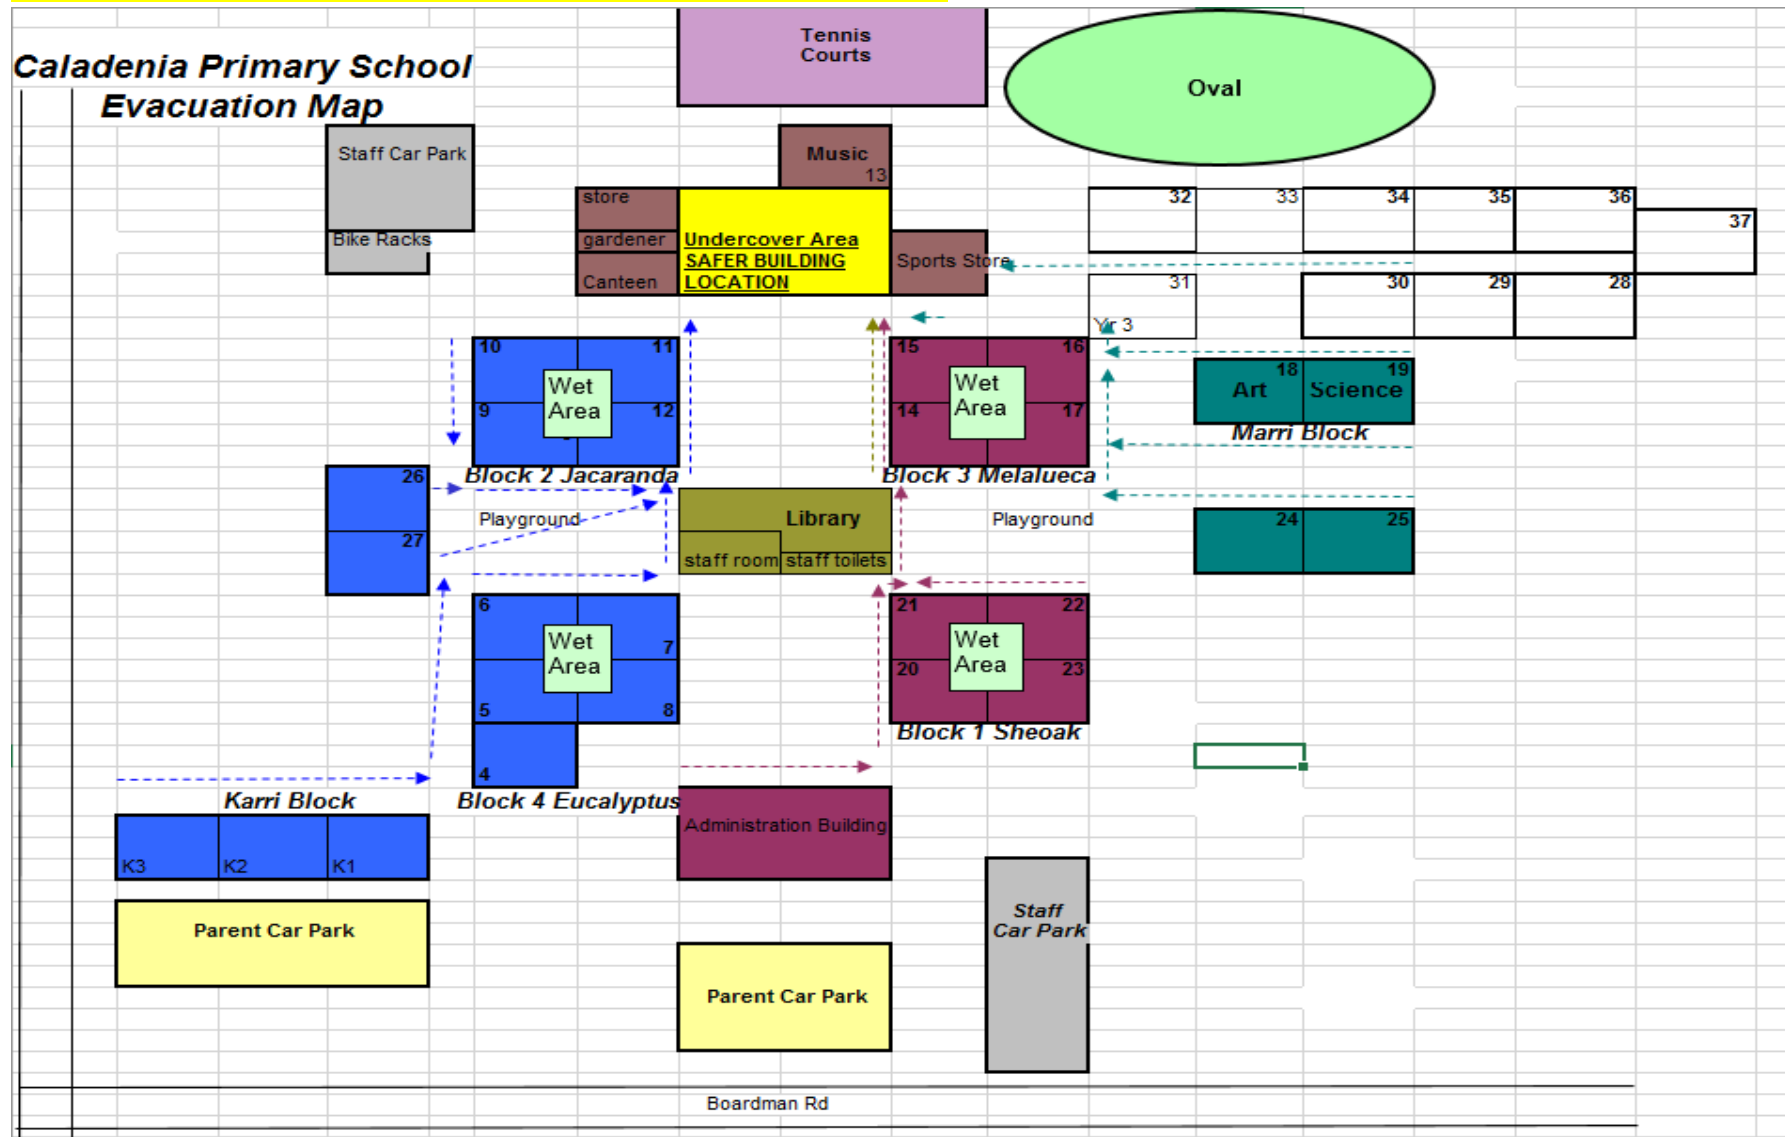 Caladenia Primary School
Evacuation Map
Tennis
Courts
Oval
Staff Car Park
Bike Racks
Music
13
store
gardener
Canteen
Undercover Area
SAFER BUILDING
LOCATION
Sports Store
32
33
34
35
36
37
31
30
29
28
Yr 3
10
11
Wet
Area
9
12
Block 2 Jacaranda
15
16
Wet
Area
14
17
Block 3 Melalueca
18
19
Art
Science
Marri Block
26
27
Playground
Library
staff room
staff toilets
Playground
24
25
6
Wet
Area
7
5
8
4
Block 4 Eucalyptus
21
22
Wet
Area
20
23
Block 1 Sheoak
Karri Block
K3
K2
K1
Administration Building
Parent Car Park
Parent Car Park
Staff
Car Park
Boardman Rd